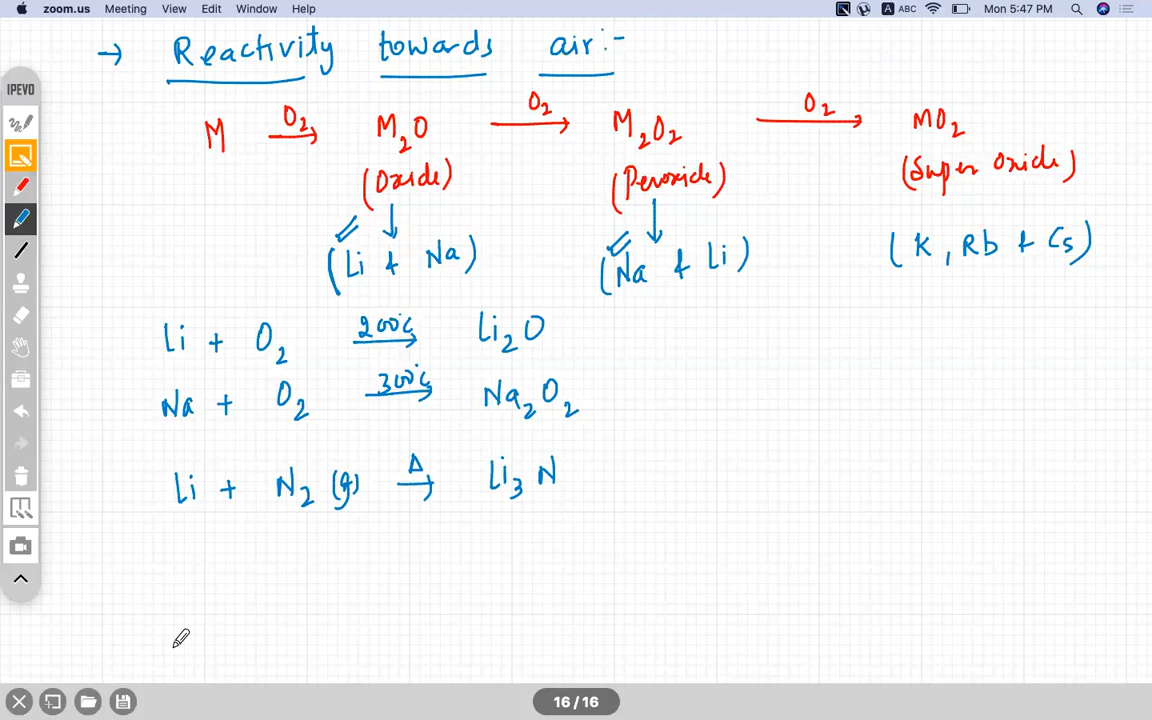 zoom.us Meeting View Edit Window Help A ABC Mon 5:47 PM
→ Reactivity towards air:-
IPEVO
M —O₂→ M₂O —O₂→ M₂O₂ —O₂→ MO₂
(Oxide) (Peroxide) (Super Oxide)
(Li & Na) (Na & Li) (K, Rb & Cs)
Li + O₂ —200°C→ Li₂O
Na + O₂ —300°C→ Na₂O₂
Li + N₂ (g) —Δ→ Li₃N
16 / 16